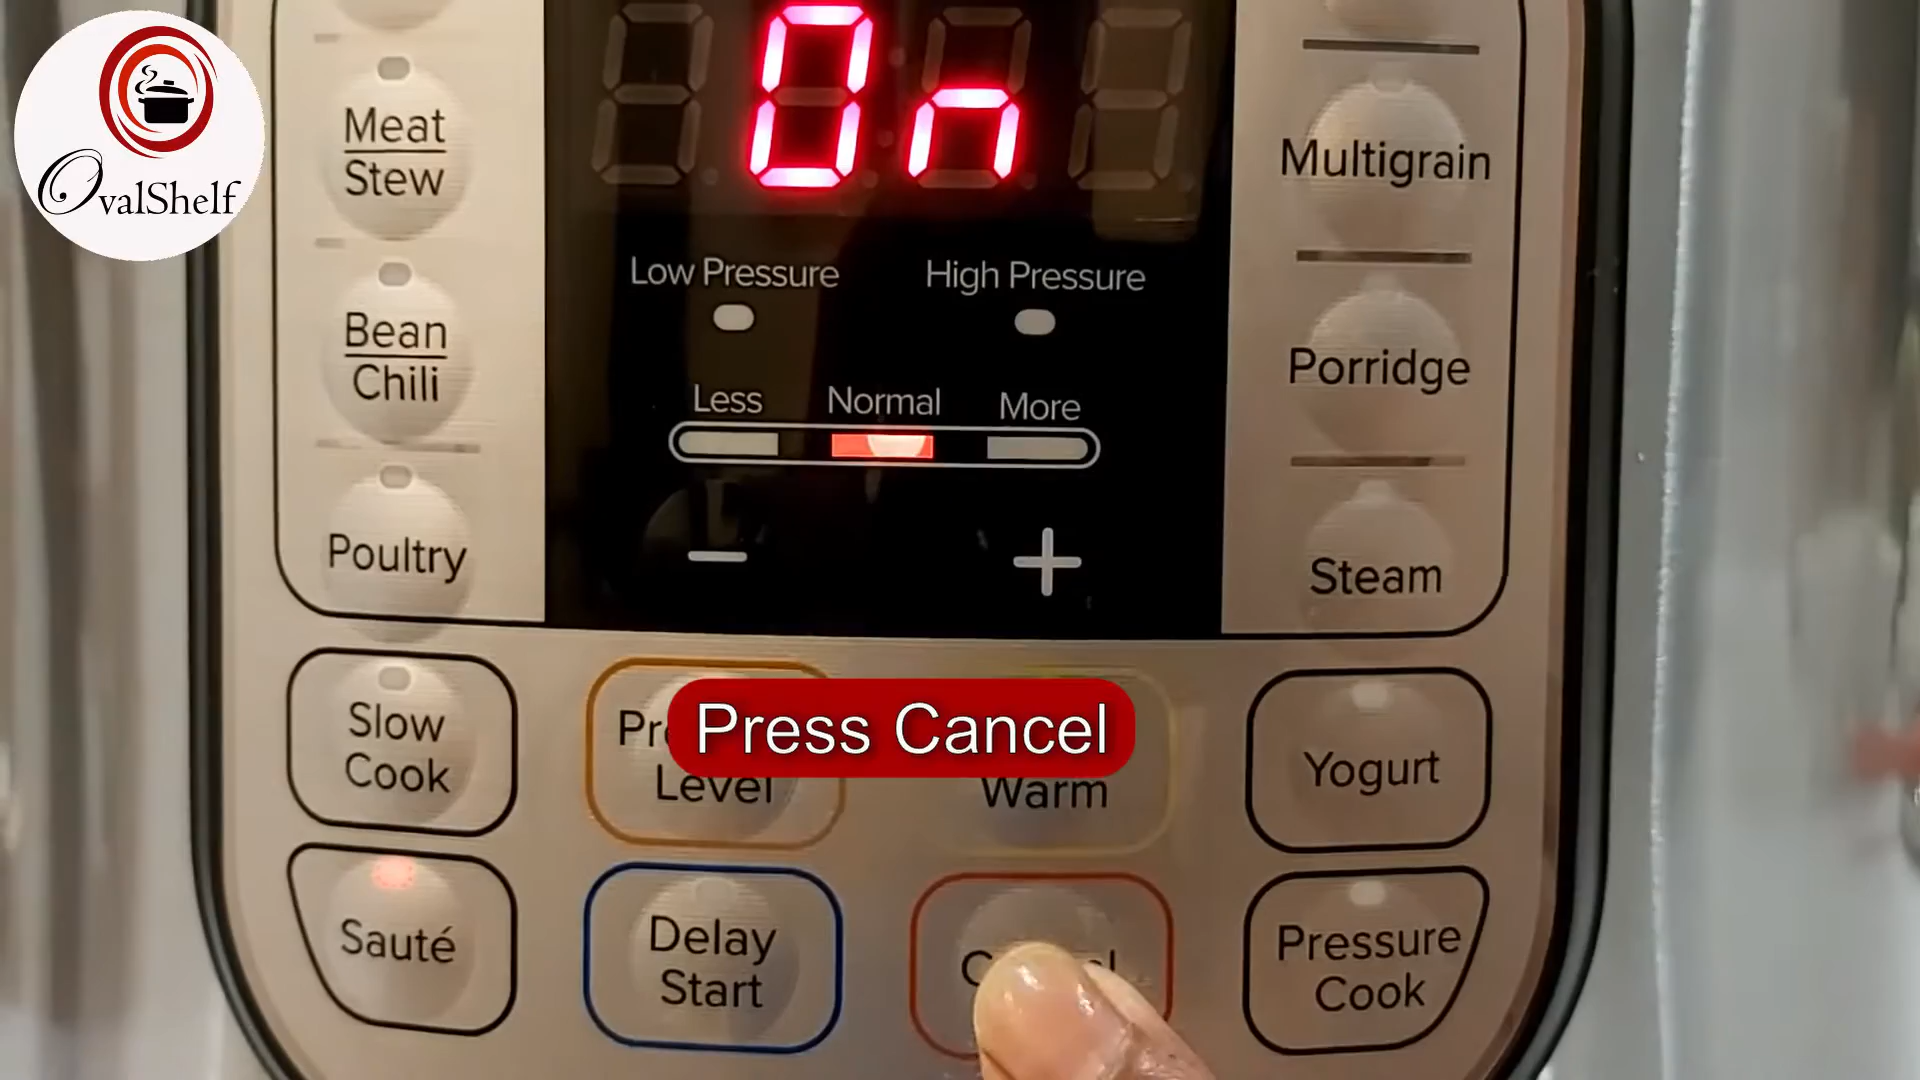 OvalShelf
On
Meat
Stew
Bean
Chili
Poultry
Low Pressure
High Pressure
Less
Normal
More
Multigrain
Porridge
Steam
Press Cancel
Slow
Cook
Level
Warm
Yogurt
Sauté
Delay
Start
Pressure
Cook